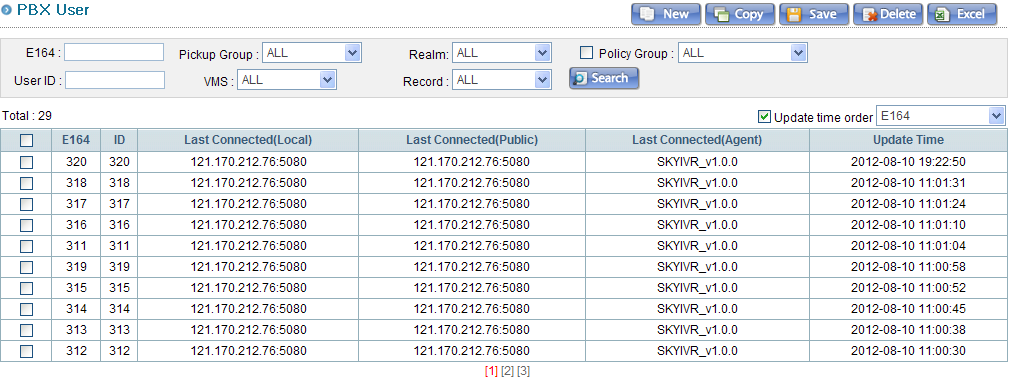 PBX User New Copy Save Delete Excel
E164 : Pickup Group : ALL Realm: ALL Policy Group : ALL
User ID : VMS : ALL Record : ALL Search
Total : 29 Update time order E164
E164 ID Last Connected(Local) Last Connected(Public) Last Connected(Agent) Update Time
320 320 121.170.212.76:5080 121.170.212.76:5080 SKYIVR_v1.0.0 2012-08-10 19:22:50
318 318 121.170.212.76:5080 121.170.212.76:5080 SKYIVR_v1.0.0 2012-08-10 11:01:31
317 317 121.170.212.76:5080 121.170.212.76:5080 SKYIVR_v1.0.0 2012-08-10 11:01:24
316 316 121.170.212.76:5080 121.170.212.76:5080 SKYIVR_v1.0.0 2012-08-10 11:01:10
311 311 121.170.212.76:5080 121.170.212.76:5080 SKYIVR_v1.0.0 2012-08-10 11:01:04
319 319 121.170.212.76:5080 121.170.212.76:5080 SKYIVR_v1.0.0 2012-08-10 11:00:58
315 315 121.170.212.76:5080 121.170.212.76:5080 SKYIVR_v1.0.0 2012-08-10 11:00:52
314 314 121.170.212.76:5080 121.170.212.76:5080 SKYIVR_v1.0.0 2012-08-10 11:00:45
313 313 121.170.212.76:5080 121.170.212.76:5080 SKYIVR_v1.0.0 2012-08-10 11:00:38
312 312 121.170.212.76:5080 121.170.212.76:5080 SKYIVR_v1.0.0 2012-08-10 11:00:30
[1] [2] [3]